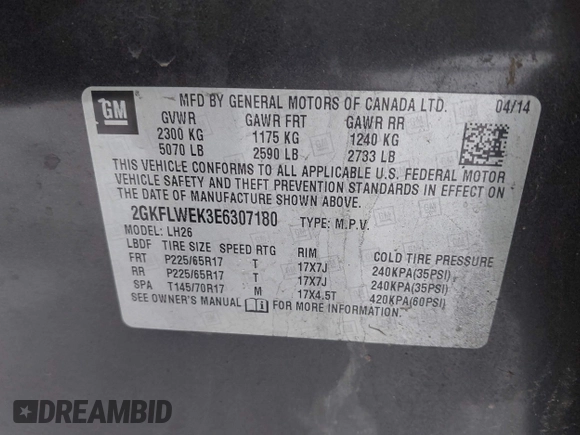 GM
MFD BY GENERAL MOTORS OF CANADA LTD. 04/14
GVWR GAWR FRT GAWR RR
2300 KG 1175 KG 1240 KG
5070 LB 2590 LB 2733 LB
THIS VEHICLE CONFORMS TO ALL APPLICABLE U.S. FEDERAL MOTOR
VEHICLE SAFETY AND THEFT PREVENTION STANDARDS IN EFFECT ON
THE DATE OF MANUFACTURE SHOWN ABOVE.
2GKFLWEK3E6307180 TYPE: M.P.V.
MODEL: LH26
LBDF TIRE SIZE SPEED RTG RIM COLD TIRE PRESSURE
FRT P225/65R17 T 17X7J 240KPA(35PSI)
RR P225/65R17 T 17X7J 240KPA(35PSI)
SPA T145/70R17 M 17X4.5T 420KPA(60PSI)
SEE OWNER'S MANUAL FOR MORE INFORMATION.
DREAMBID